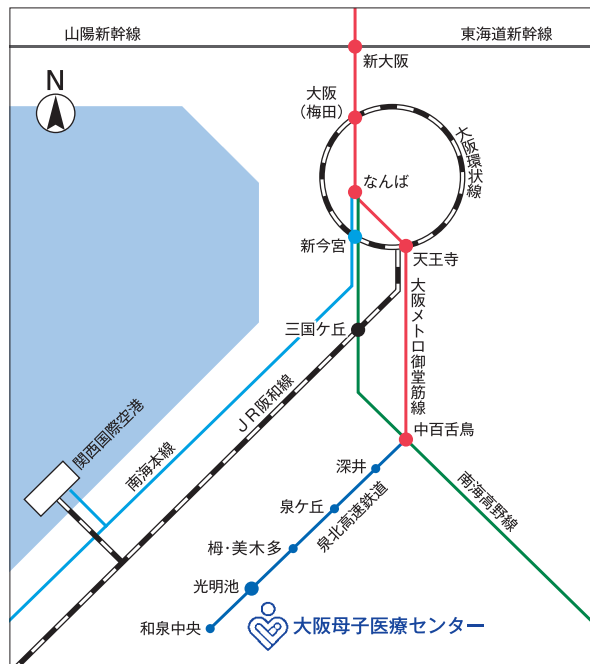 山陽新幹線
東海道新幹線
新大阪
N
大阪
（梅田）
大阪環状線
なんば
新今宮
天王寺
大阪メトロ御堂筋線
三国ケ丘
JR阪和線
関西国際空港
南海本線
中百舌鳥
深井
南海高野線
泉ケ丘
泉北高速鉄道
栂・美木多
光明池
和泉中央
大阪母子医療センター